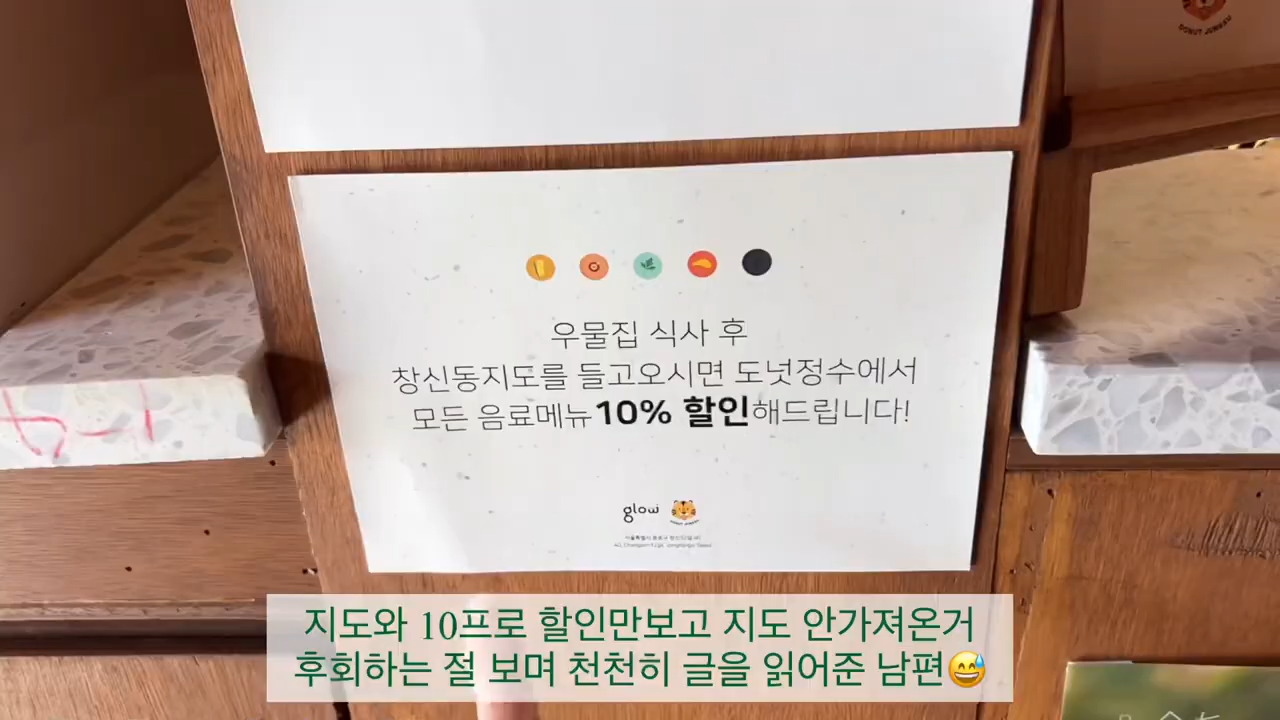 DONUT JUNGSU
우물집 식사 후
창신동지도를 들고오시면 도넛정수에서
모든 음료메뉴 10% 할인해드립니다!
glow
지도와 10프로 할인만보고 지도 안가져온거
후회하는 절 보며 천천히 글을 읽어준 남편😅